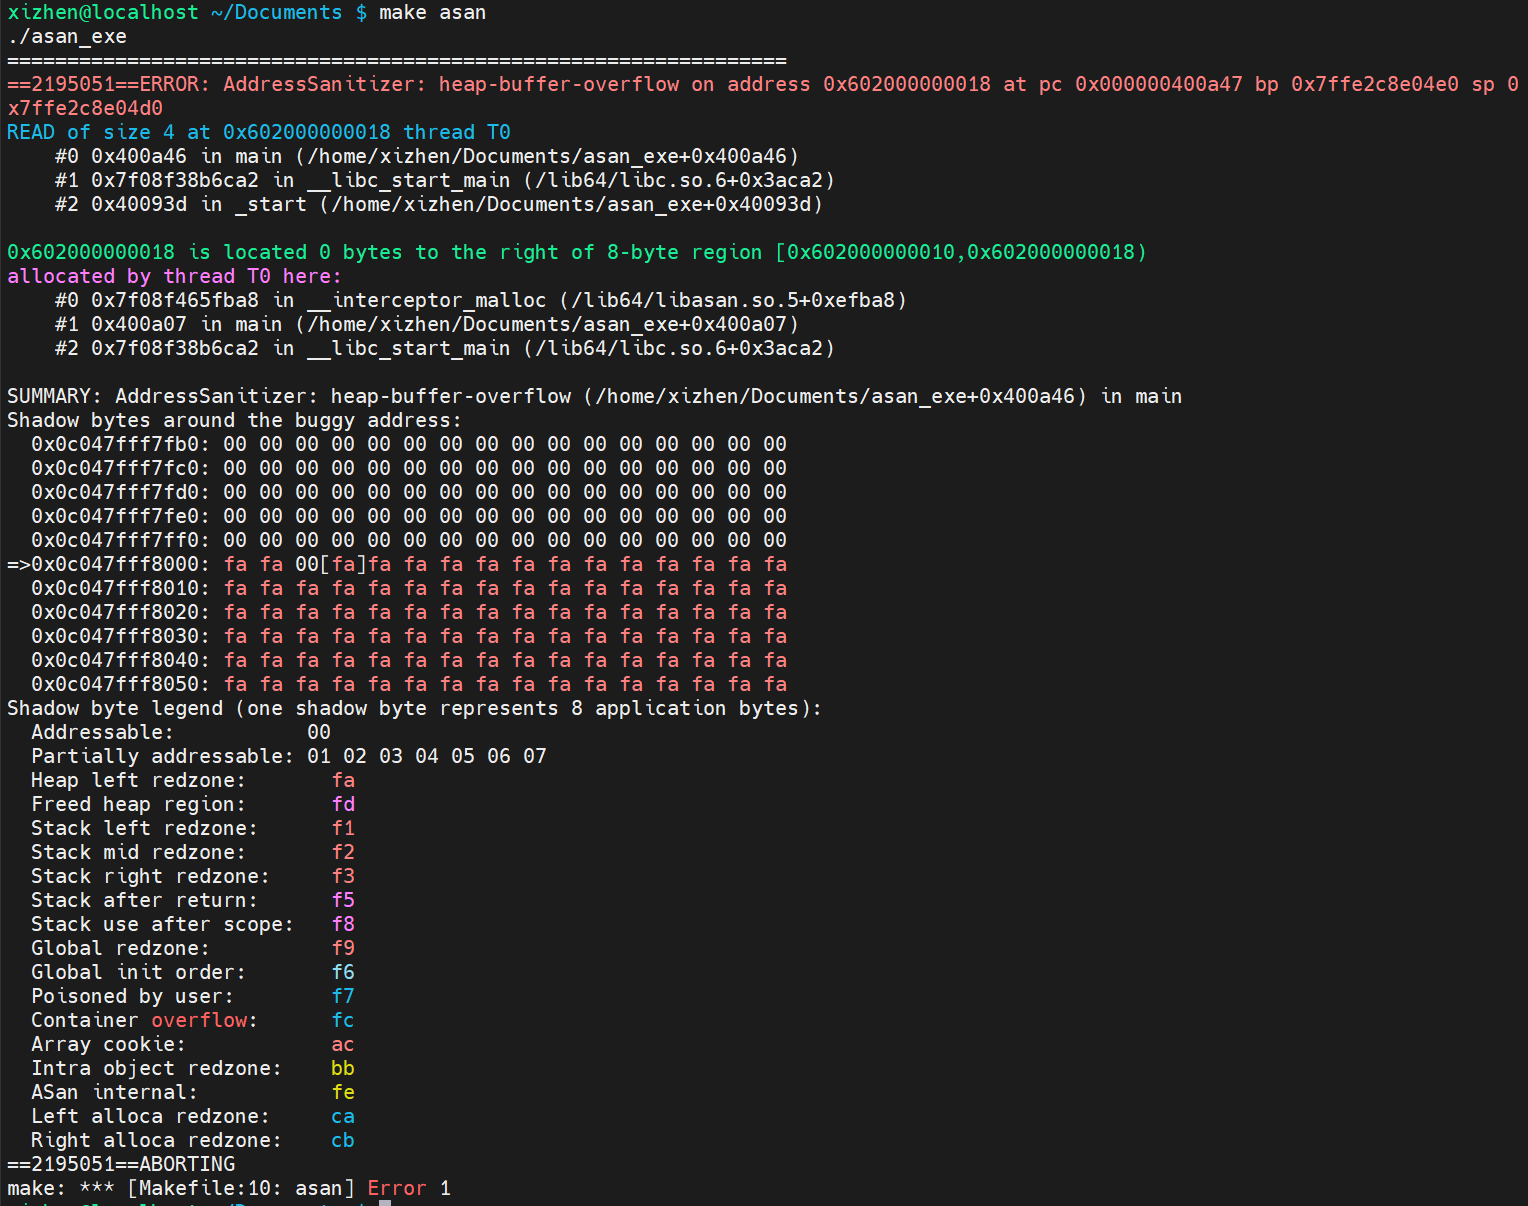 xizhen@localhost ~/Documents $ make asan
./asan_exe
=================================================================
==2195051==ERROR: AddressSanitizer: heap-buffer-overflow on address 0x602000000018 at pc 0x000000400a47 bp 0x7ffe2c8e04e0 sp 0
x7ffe2c8e04d0
READ of size 4 at 0x602000000018 thread T0
    #0 0x400a46 in main (/home/xizhen/Documents/asan_exe+0x400a46)
    #1 0x7f08f38b6ca2 in __libc_start_main (/lib64/libc.so.6+0x3aca2)
    #2 0x40093d in _start (/home/xizhen/Documents/asan_exe+0x40093d)

0x602000000018 is located 0 bytes to the right of 8-byte region [0x602000000010,0x602000000018)
allocated by thread T0 here:
    #0 0x7f08f465fba8 in __interceptor_malloc (/lib64/libasan.so.5+0xefba8)
    #1 0x400a07 in main (/home/xizhen/Documents/asan_exe+0x400a07)
    #2 0x7f08f38b6ca2 in __libc_start_main (/lib64/libc.so.6+0x3aca2)

SUMMARY: AddressSanitizer: heap-buffer-overflow (/home/xizhen/Documents/asan_exe+0x400a46) in main
Shadow bytes around the buggy address:
  0x0c047fff7fb0: 00 00 00 00 00 00 00 00 00 00 00 00 00 00 00 00
  0x0c047fff7fc0: 00 00 00 00 00 00 00 00 00 00 00 00 00 00 00 00
  0x0c047fff7fd0: 00 00 00 00 00 00 00 00 00 00 00 00 00 00 00 00
  0x0c047fff7fe0: 00 00 00 00 00 00 00 00 00 00 00 00 00 00 00 00
  0x0c047fff7ff0: 00 00 00 00 00 00 00 00 00 00 00 00 00 00 00 00
=>0x0c047fff8000: fa fa 00[fa]fa fa fa fa fa fa fa fa fa fa fa fa
  0x0c047fff8010: fa fa fa fa fa fa fa fa fa fa fa fa fa fa fa fa
  0x0c047fff8020: fa fa fa fa fa fa fa fa fa fa fa fa fa fa fa fa
  0x0c047fff8030: fa fa fa fa fa fa fa fa fa fa fa fa fa fa fa fa
  0x0c047fff8040: fa fa fa fa fa fa fa fa fa fa fa fa fa fa fa fa
  0x0c047fff8050: fa fa fa fa fa fa fa fa fa fa fa fa fa fa fa fa
Shadow byte legend (one shadow byte represents 8 application bytes):
  Addressable:           00
  Partially addressable: 01 02 03 04 05 06 07
  Heap left redzone:       fa
  Freed heap region:       fd
  Stack left redzone:      f1
  Stack mid redzone:       f2
  Stack right redzone:     f3
  Stack after return:      f5
  Stack use after scope:   f8
  Global redzone:          f9
  Global init order:       f6
  Poisoned by user:        f7
  Container overflow:      fc
  Array cookie:            ac
  Intra object redzone:    bb
  ASan internal:           fe
  Left alloca redzone:     ca
  Right alloca redzone:    cb
==2195051==ABORTING
make: *** [Makefile:10: asan] Error 1